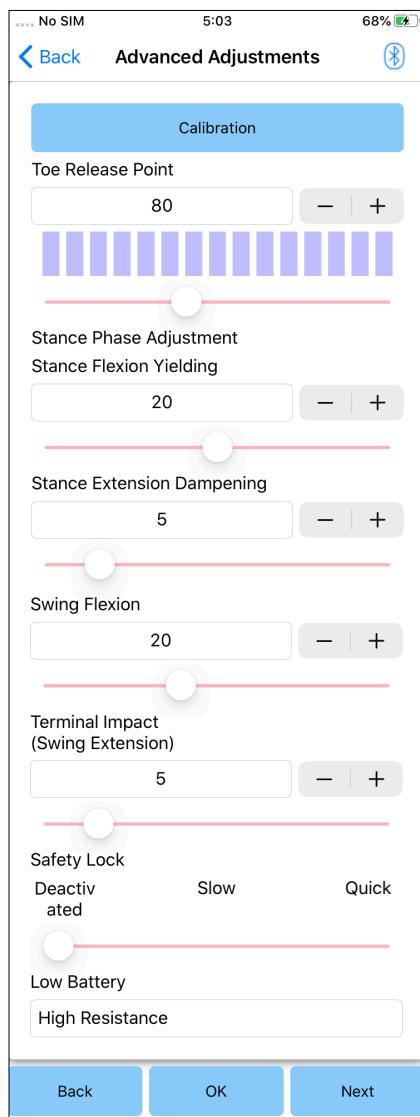 No SIM 5:03 68%
Back Advanced Adjustments
Calibration
Toe Release Point
80 − +
Stance Phase Adjustment
Stance Flexion Yielding
20 − +
Stance Extension Dampening
5 − +
Swing Flexion
20 − +
Terminal Impact
(Swing Extension)
5 − +
Safety Lock
Deactiv Slow Quick
ated
Low Battery
High Resistance
Back OK Next